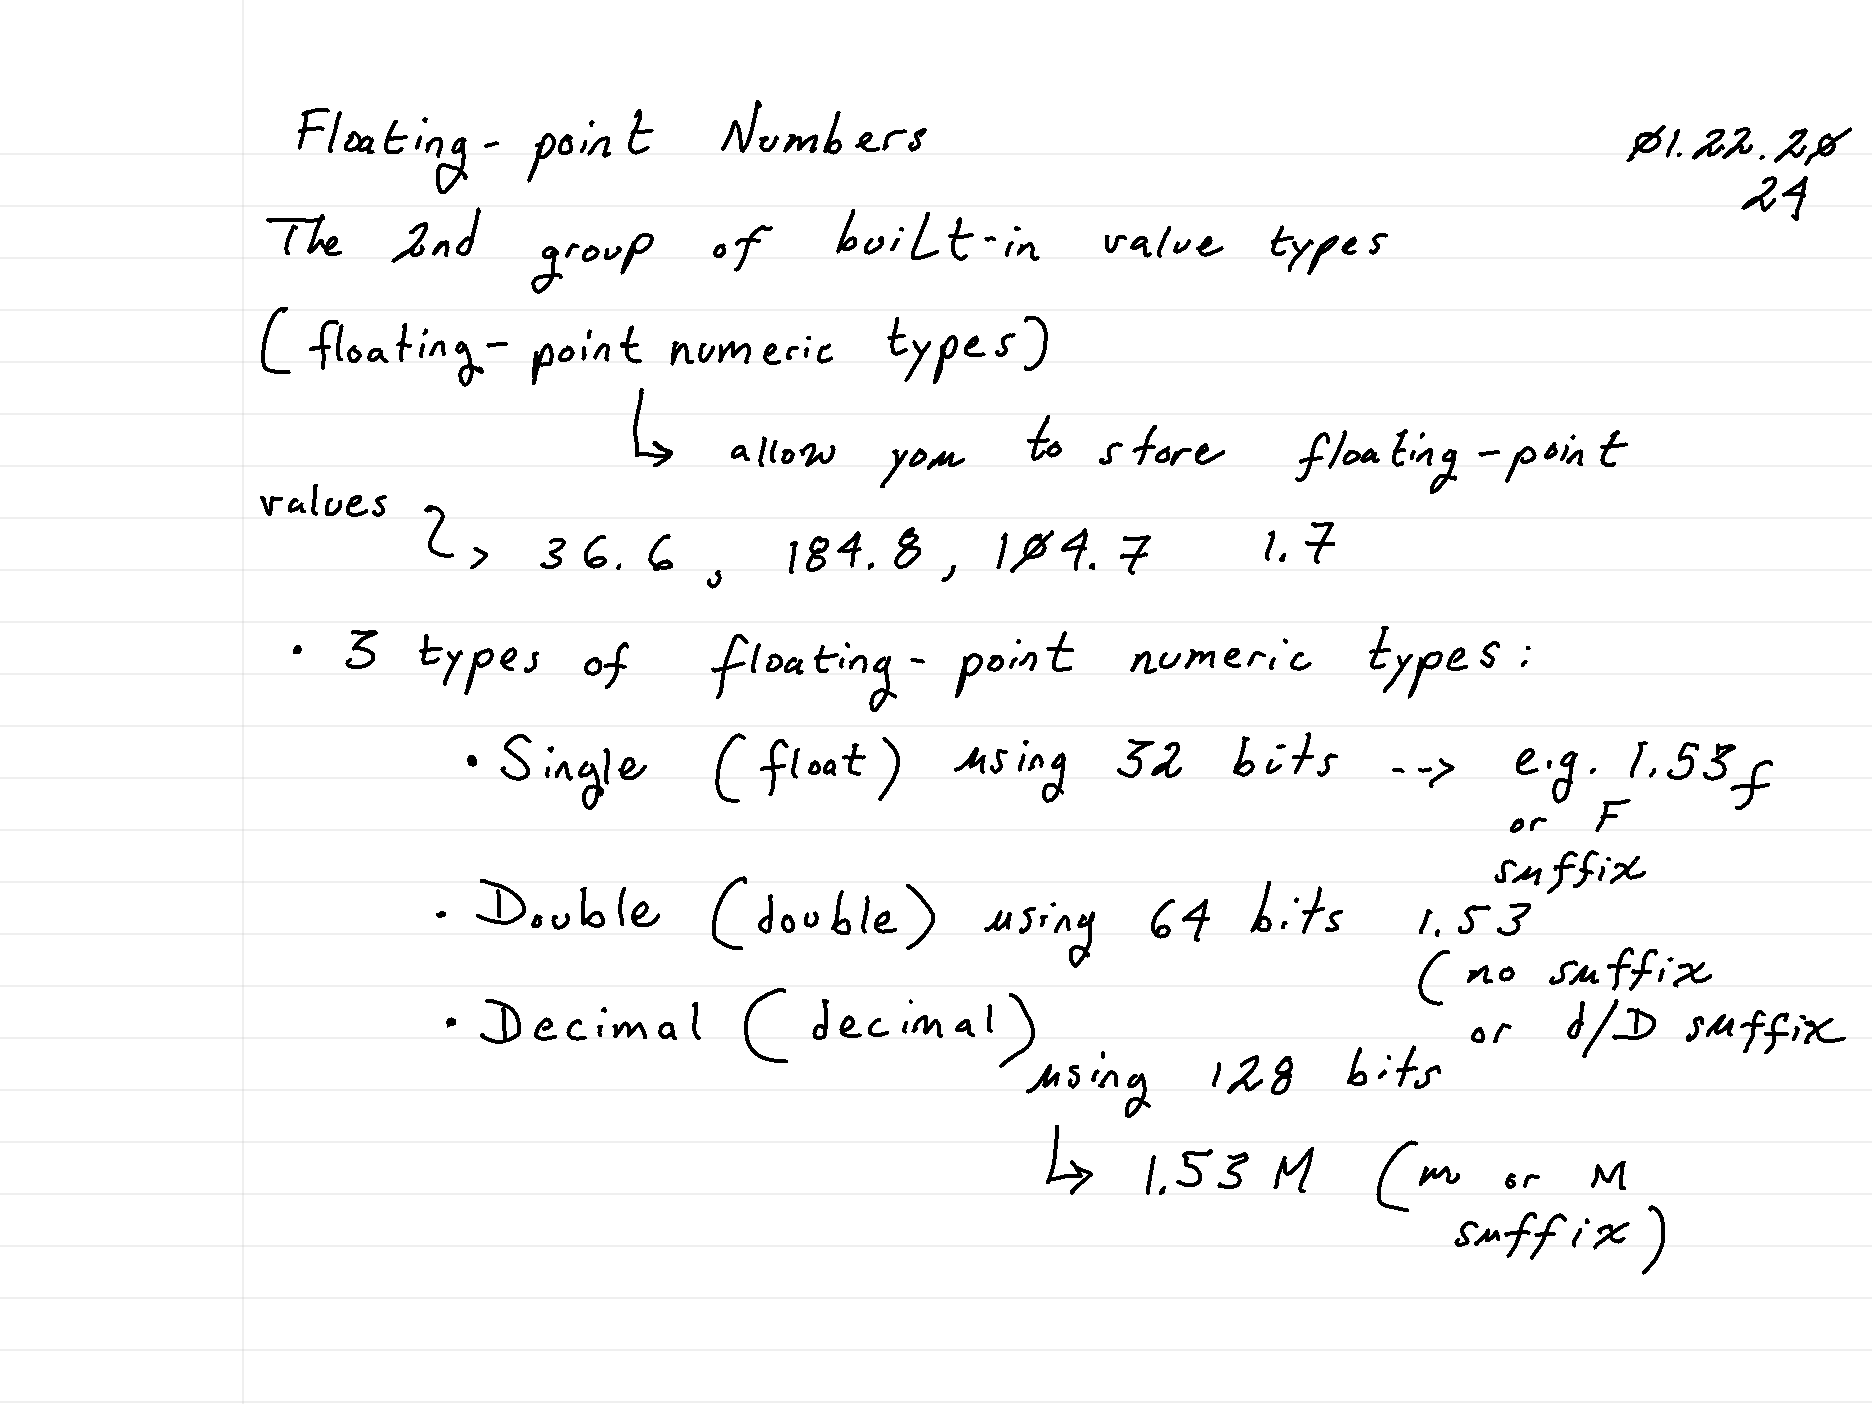 Floating-point Numbers
01.22.20
24
The 2nd group of built-in value types
(floating-point numeric types)
↳ allow you to store floating-point
values
36.6, 184.8, 104.7 1.7
· 3 types of floating-point numeric types:
· Single (float) using 32 bits --> e.g. 1.53f
or F
suffix
· Double (double) using 64 bits 1.53
(no suffix
or d/D suffix
· Decimal (decimal)
using 128 bits
↳ 1.53M (m or M
suffix)